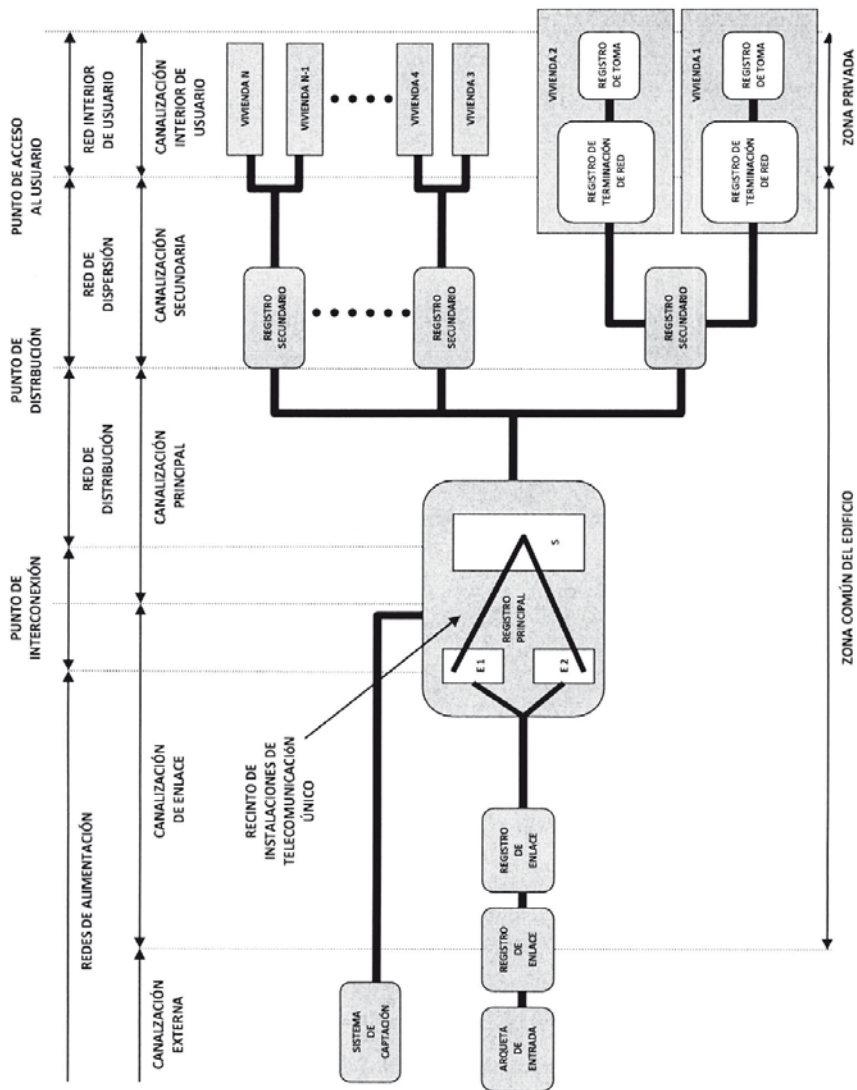 PUNTO DE
INTERCONEXIÓN
PUNTO DE
DISTRIBUCIÓN
PUNTO DE ACCESO
AL USUARIO
REDES DE ALIMENTACIÓN
RED DE
DISTRIBUCIÓN
RED DE
DISPERSIÓN
RED INTERIOR
DE USUARIO
CANALIZACIÓN
EXTERNA
CANALIZACIÓN
DE ENLACE
CANALIZACIÓN
PRINCIPAL
CANALIZACIÓN
SECUNDARIA
CANALIZACIÓN
INTERIOR DE
USUARIO
SISTEMA
DE
CAPTACIÓN
RECINTO DE
INSTALACIONES DE
TELECOMUNICACIÓN
ÚNICO
ARQUETA
DE
ENTRADA
REGISTRO
DE
ENLACE
REGISTRO
DE
ENLACE
E 1
E 2
REGISTRO
PRINCIPAL
S
REGISTRO
SECUNDARIO
REGISTRO
SECUNDARIO
REGISTRO
SECUNDARIO
VIVIENDA N
VIVIENDA N-1
VIVIENDA 4
VIVIENDA 3
VIVIENDA 2
REGISTRO DE
TERMINACIÓN
DE RED
REGISTRO
DE TOMA
VIVIENDA 1
REGISTRO DE
TERMINACIÓN
DE RED
REGISTRO
DE TOMA
ZONA COMÚN DEL EDIFICIO
ZONA PRIVADA